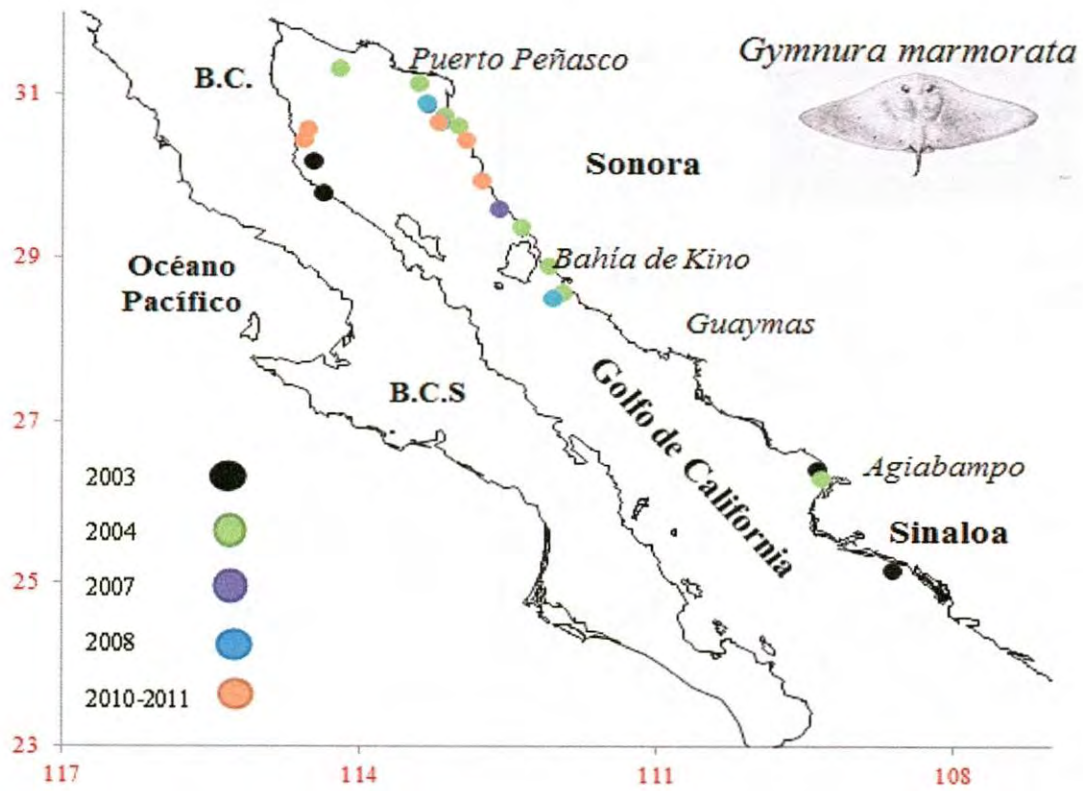 Gymnura marmorata
Puerto Peñasco
B.C.
31
Sonora
29
Bahía de Kino
Océano
Pacífico
Guaymas
Golfo de California
B.C.S
27
2003
Agiabampo
2004
Sinaloa
25
2007
2008
2010-2011
23
117
114
111
108